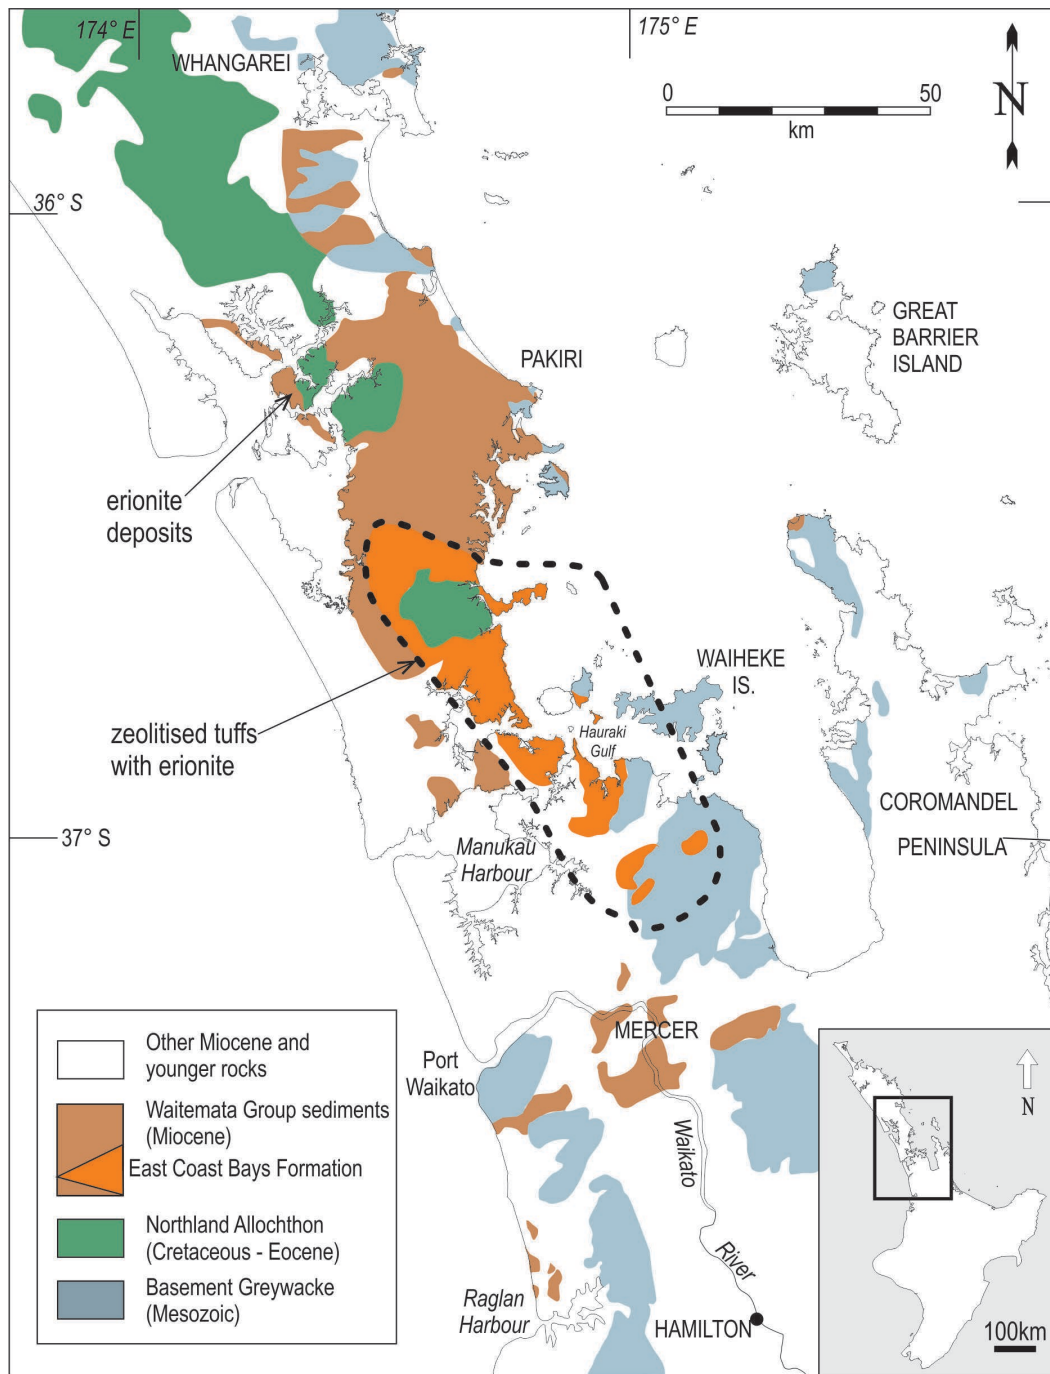 174° E
175° E
WHANGAREI
0
50
km
N
36° S
GREAT
BARRIER
ISLAND
PAKIRI
erionite
deposits
WAIHEKE
IS.
zeolitised tuffs
with erionite
Hauraki
Gulf
COROMANDEL
PENINSULA
37° S
Manukau
Harbour
MERCER
Port
Waikato
Waikato
River
Raglan
Harbour
HAMILTON
Other Miocene and
younger rocks
Waitemata Group sediments
(Miocene)
East Coast Bays Formation
Northland Allochthon
(Cretaceous - Eocene)
Basement Greywacke
(Mesozoic)
N
100km